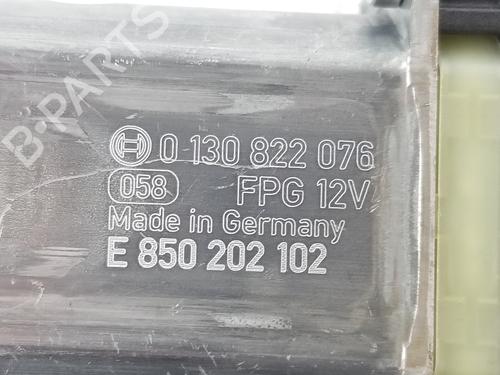 B-PARTS
0 130 822 076
058 FPG 12V
Made in Germany
E 850 202 102